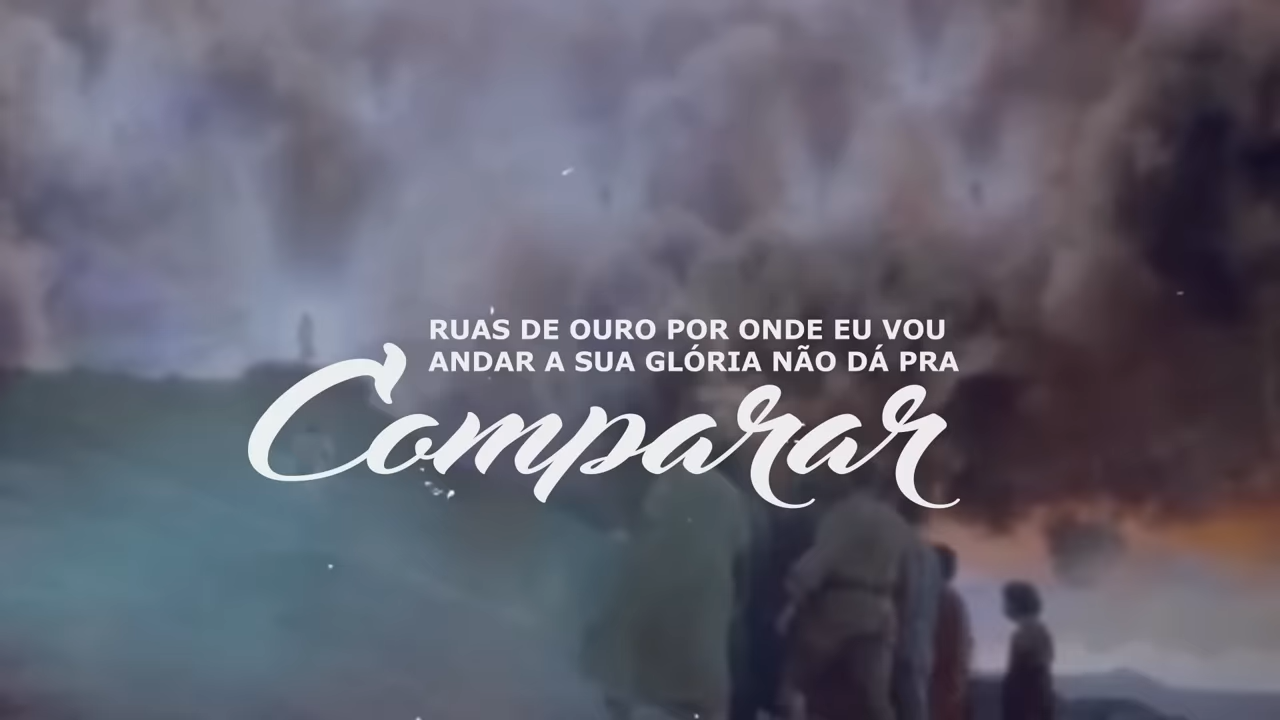 RUAS DE OURO POR ONDE EU VOU
ANDAR A SUA GLÓRIA NÃO DÁ PRA
Comparar